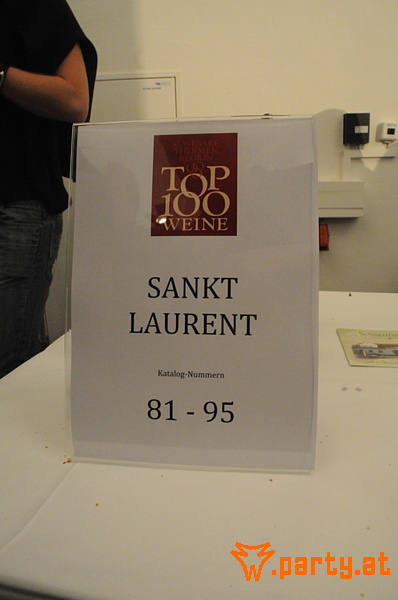 TOP
100
WEINE
SANKT
LAURENT
Katalog-Nummern
81 - 95
W.party.at